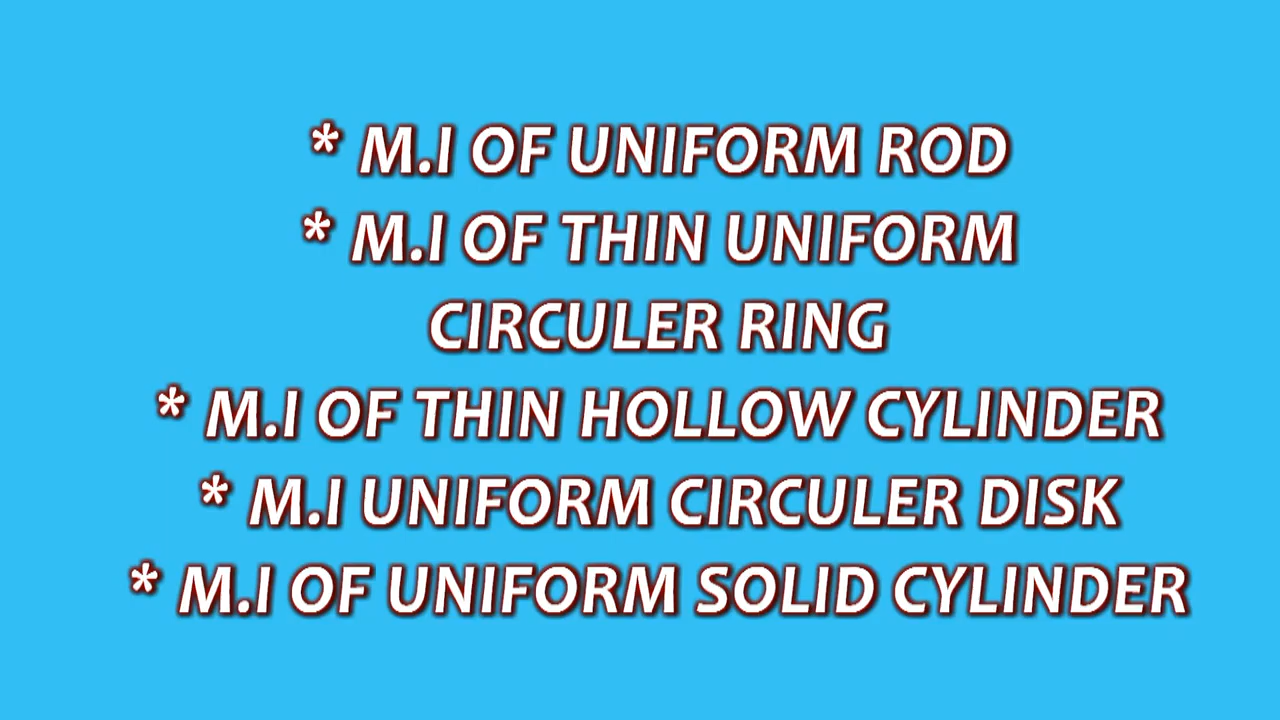 * M.I OF UNIFORM ROD
* M.I OF THIN UNIFORM
CIRCULER RING
* M.I OF THIN HOLLOW CYLINDER
* M.I UNIFORM CIRCULER DISK
* M.I OF UNIFORM SOLID CYLINDER